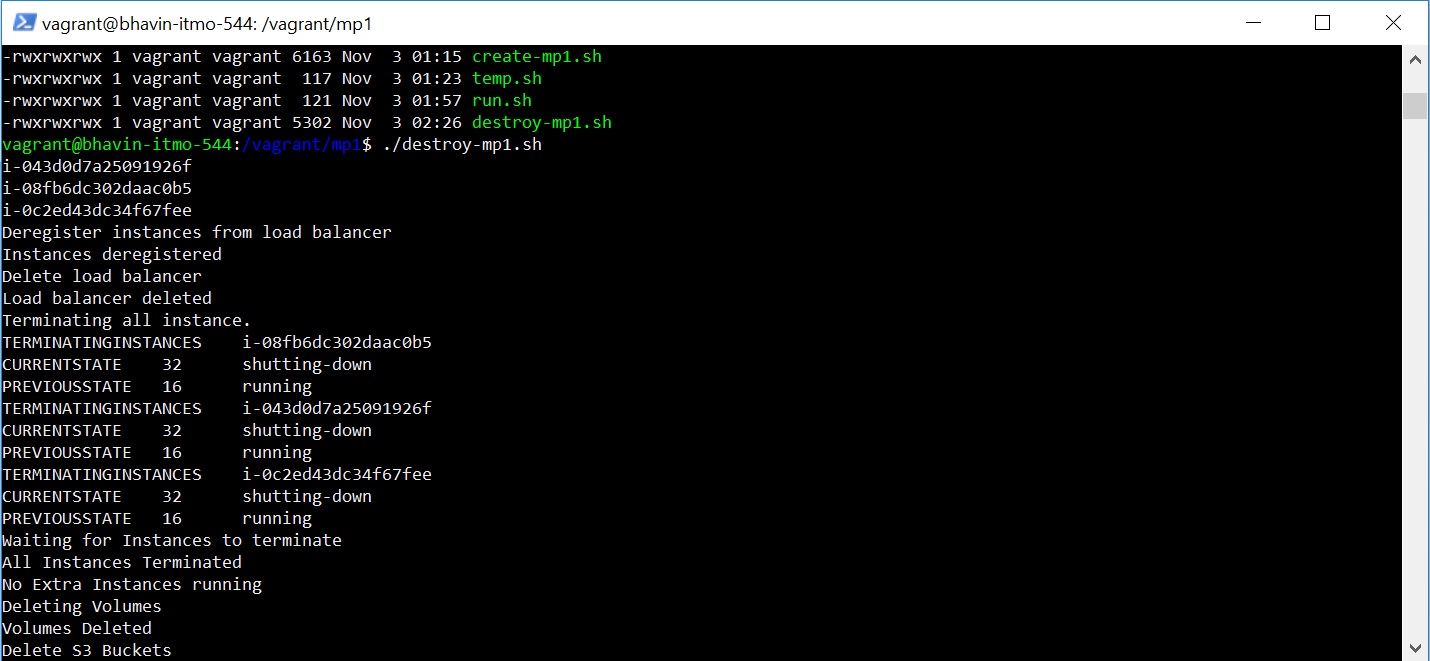 vagrant@bhavin-itmo-544: /vagrant/mp1
-rwxrwxrwx 1 vagrant vagrant 6163 Nov  3 01:15 create-mp1.sh
-rwxrwxrwx 1 vagrant vagrant  117 Nov  3 01:23 temp.sh
-rwxrwxrwx 1 vagrant vagrant  121 Nov  3 01:57 run.sh
-rwxrwxrwx 1 vagrant vagrant 5302 Nov  3 02:26 destroy-mp1.sh
vagrant@bhavin-itmo-544:/vagrant/mp1$ ./destroy-mp1.sh
i-043d0d7a25091926f
i-08fb6dc302daac0b5
i-0c2ed43dc34f67fee
Deregister instances from load balancer
Instances deregistered
Delete load balancer
Load balancer deleted
Terminating all instance.
TERMINATINGINSTANCES    i-08fb6dc302daac0b5
CURRENTSTATE    32      shutting-down
PREVIOUSSTATE   16      running
TERMINATINGINSTANCES    i-043d0d7a25091926f
CURRENTSTATE    32      shutting-down
PREVIOUSSTATE   16      running
TERMINATINGINSTANCES    i-0c2ed43dc34f67fee
CURRENTSTATE    32      shutting-down
PREVIOUSSTATE   16      running
Waiting for Instances to terminate
All Instances Terminated
No Extra Instances running
Deleting Volumes
Volumes Deleted
Delete S3 Buckets